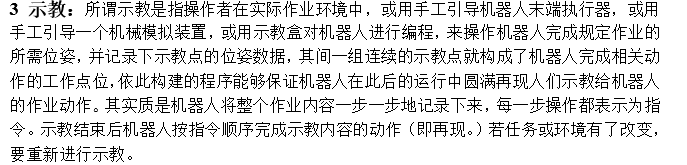 3 示教：所谓示教是指操作者在实际作业环境中，或用手工引导机器人末端执行器，或用
手工引导一个机械模拟装置，或用示教盒对机器人进行编程，来操作机器人完成规定作业的
所需位姿，并记录下示教点的位姿数据，其间一组连续的示教点就构成了机器人完成相关动
作的工作点位，依此构建的程序能够保证机器人在此后的运行中圆满再现人们示教给机器人
的作业动作。其实质是机器人将整个作业内容一步一步地记录下来，每一步操作都表示为指
令。示教结束后机器人按指令顺序完成示教内容的动作（即再现。）若任务或环境有了改变，
要重新进行示教。